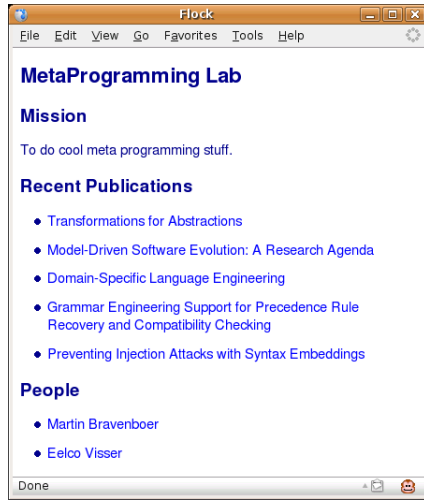 Flock
File Edit View Go Favorites Tools Help
MetaProgramming Lab
Mission
To do cool meta programming stuff.
Recent Publications
Transformations for Abstractions
Model-Driven Software Evolution: A Research Agenda
Domain-Specific Language Engineering
Grammar Engineering Support for Precedence Rule
Recovery and Compatibility Checking
Preventing Injection Attacks with Syntax Embeddings
People
Martin Bravenboer
Eelco Visser
Done